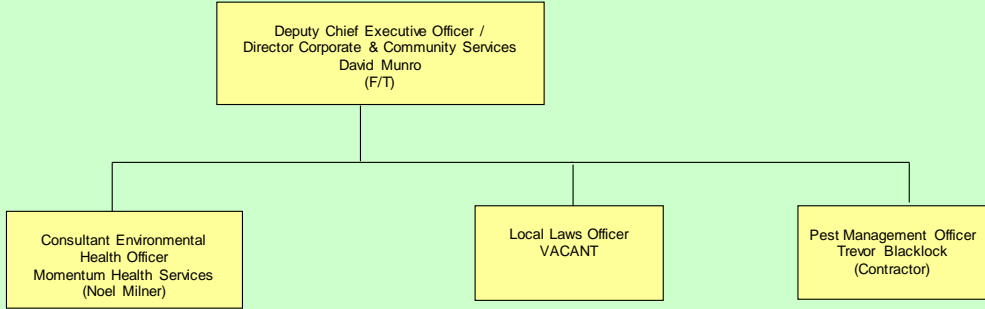 Deputy Chief Executive Officer /
Director Corporate & Community Services
David Munro
(F/T)
Consultant Environmental
Health Officer
Momentum Health Services
(Noel Milner)
Local Laws Officer
VACANT
Pest Management Officer
Trevor Blacklock
(Contractor)